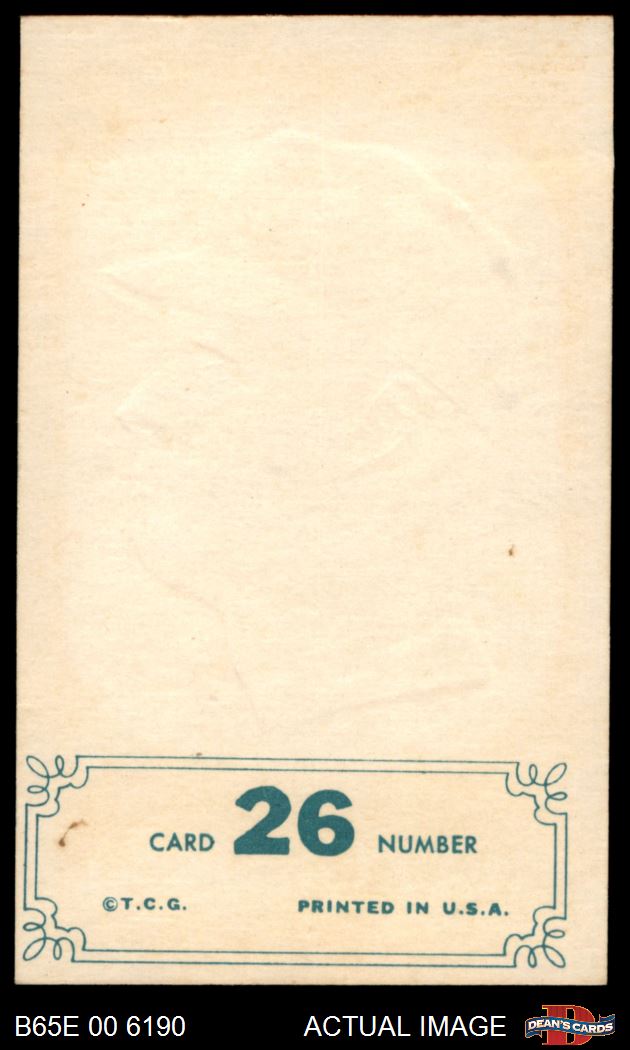 CARD 26 NUMBER
©T.C.G. PRINTED IN U.S.A.
B65E 00 6190 ACTUAL IMAGE
B
DEAN'S CARDS